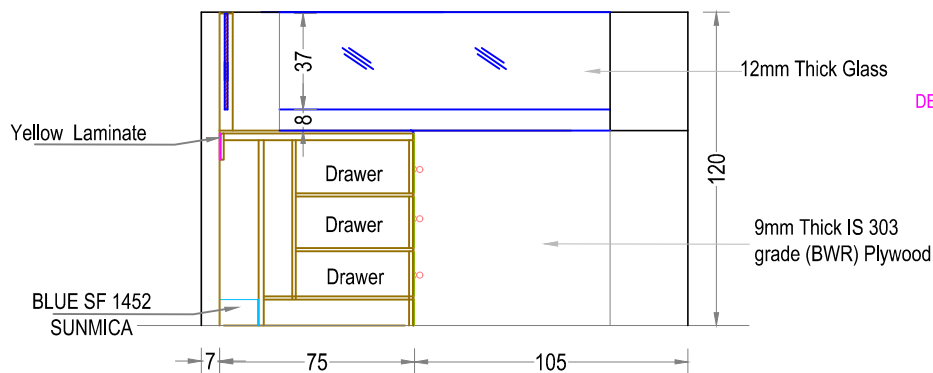 37
12mm Thick Glass
DE
8
Yellow Laminate
120
Drawer
Drawer
9mm Thick IS 303
grade (BWR) Plywood
Drawer
BLUE SF 1452
SUNMICA
7
75
105